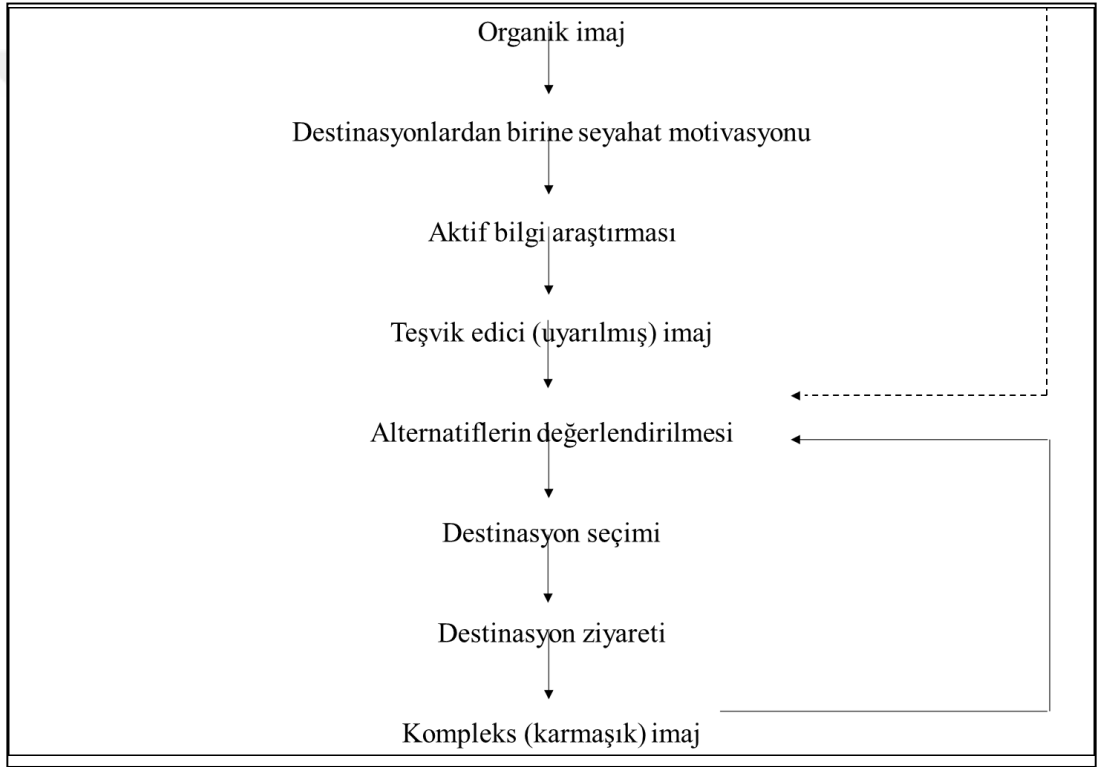 Organik imaj
Destinasyonlardan birine seyahat motivasyonu
Aktif bilgi araştırması
Teşvik edici (uyarılmış) imaj
Alternatiflerin değerlendirilmesi
Destinasyon seçimi
Destinasyon ziyareti
Kompleks (karmaşık) imaj